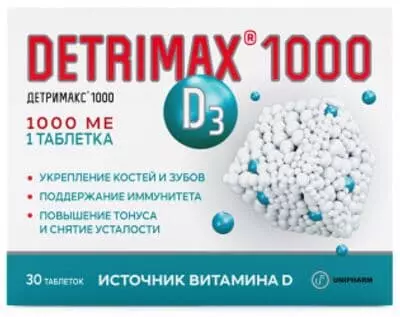 DETRIMAX® 1000
ДЕТРИМАКС® 1000
D3
1000 МЕ
1 ТАБЛЕТКА
• УКРЕПЛЕНИЕ КОСТЕЙ И ЗУБОВ
• ПОДДЕРЖАНИЕ ИММУНИТЕТА
• ПОВЫШЕНИЕ ТОНУСА
И СНЯТИЕ УСТАЛОСТИ
30 ТАБЛЕТОК
ИСТОЧНИК ВИТАМИНА D
UNIPHARM